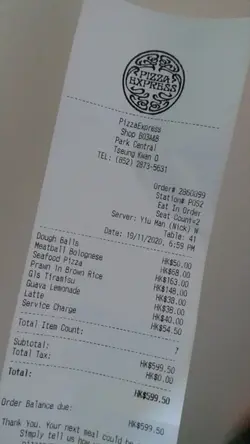 PIZZA
EXPRESS
PizzaExpress
Shop B03A&B
Park Central
Tseung Kwan O
TEL: (852) 2873-5631
Order# 2860099
Station# POS2
Eat In Order
Seat Count=2
Table: 41
Server: Yiu Man (Nick) N
Date: 19/11/2020, 6:59 PM
Dough Balls HK$50.00
Meatball Bolognese HK$68.00
Seafood Pizza HK$163.00
Prawn In Brown Rice HK$148.00
Gls Tiramisu HK$38.00
Guava Lemonade HK$38.00
Latte HK$40.00
Service Charge HK$54.50
Total Item Count: 7
Subtotal: HK$599.50
Total Tax: HK$0.00
Total: HK$599.50
Order Balance due: HK$599.50
Thank You. Your next meal could be
Simply tell us how